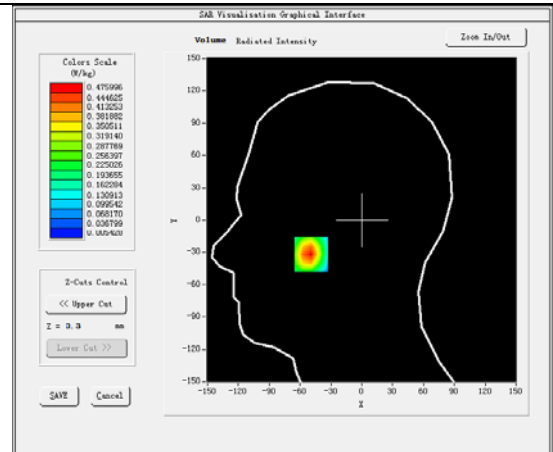 SAR Visualisation Graphical Interface
Volume Radiated Intensity
Zoom In/Out
Colors Scale
(W/kg)
0.475996
0.444625
0.413253
0.381882
0.350511
0.319140
0.287769
0.256397
0.225026
0.193655
0.162284
0.130913
0.099542
0.068170
0.036799
0.005428
Z-Cuts Control
<< Upper Cut
Z = 3.3 mm
Lower Cut >>
SAVE
Cancel
150
120
90
60
30
0
-30
-60
-90
-120
-150
Y
-150 -120 -90 -60 -30 0 30 60 90 120 150
X